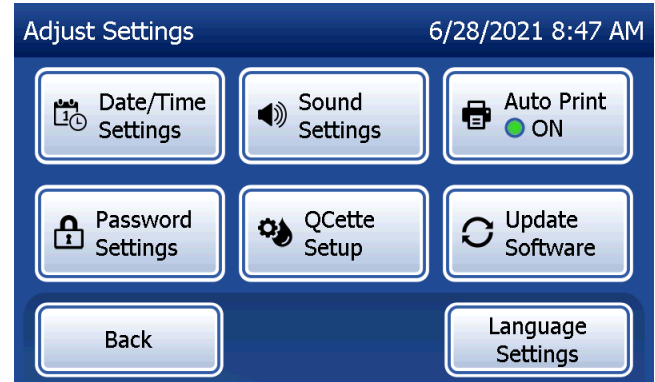 Adjust Settings 6/28/2021 8:47 AM
Date/Time
Settings
Sound
Settings
Auto Print
ON
Password
Settings
QCette
Setup
Update
Software
Back
Language
Settings